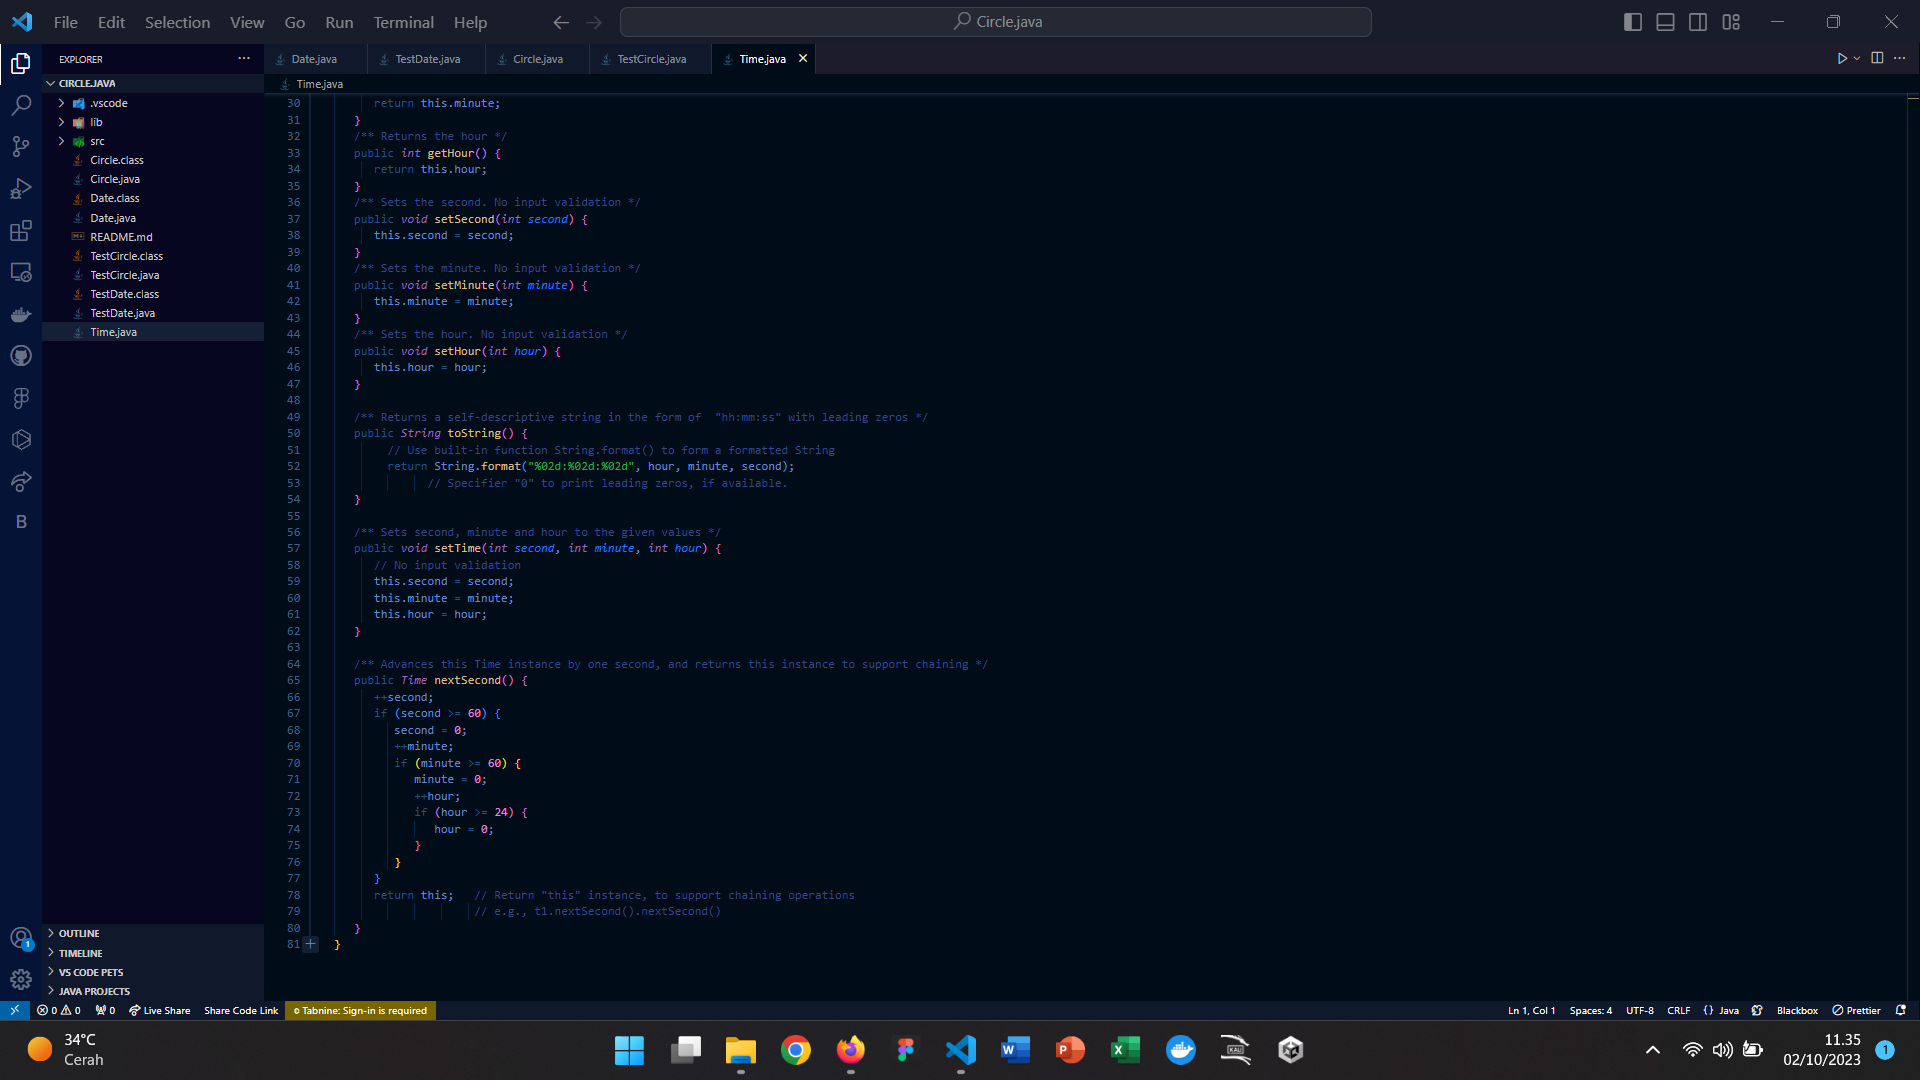 File Edit Selection View Go Run Terminal Help
Circle.java
EXPLORER
Date.java TestDate.java Circle.java TestCircle.java Time.java
CIRCLE.JAVA
Time.java
.vscode
lib
src
Circle.class
Circle.java
Date.class
Date.java
README.md
TestCircle.class
TestCircle.java
TestDate.class
TestDate.java
Time.java
30 return this.minute;
31 }
32 /** Returns the hour */
33 public int getHour() {
34 return this.hour;
35 }
36 /** Sets the second. No input validation */
37 public void setSecond(int second) {
38 this.second = second;
39 }
40 /** Sets the minute. No input validation */
41 public void setMinute(int minute) {
42 this.minute = minute;
43 }
44 /** Sets the hour. No input validation */
45 public void setHour(int hour) {
46 this.hour = hour;
47 }
48
49 /** Returns a self-descriptive string in the form of  "hh:mm:ss" with leading zeros */
50 public String toString() {
51 // Use built-in function String.format() to form a formatted String
52 return String.format("%02d:%02d:%02d", hour, minute, second);
53 // Specifier "0" to print leading zeros, if available.
54 }
55
56 /** Sets second, minute and hour to the given values */
57 public void setTime(int second, int minute, int hour) {
58 // No input validation
59 this.second = second;
60 this.minute = minute;
61 this.hour = hour;
62 }
63
64 /** Advances this Time instance by one second, and returns this instance to support chaining */
65 public Time nextSecond() {
66 ++second;
67 if (second >= 60) {
68 second = 0;
69 ++minute;
70 if (minute >= 60) {
71 minute = 0;
72 ++hour;
73 if (hour >= 24) {
74 hour = 0;
75 }
76 }
77 }
78 return this;   // Return "this" instance, to support chaining operations
79 // e.g., t1.nextSecond().nextSecond()
80 }
81 }
B
OUTLINE
TIMELINE
VS CODE PETS
JAVA PROJECTS
1
0 0 0 Live Share Share Code Link Tabnine: Sign-in is required
Ln 1, Col 1 Spaces: 4 UTF-8 CRLF {} Java Blackbox Prettier
34°C
Cerah
W P X KAU
11.35
02/10/2023
1